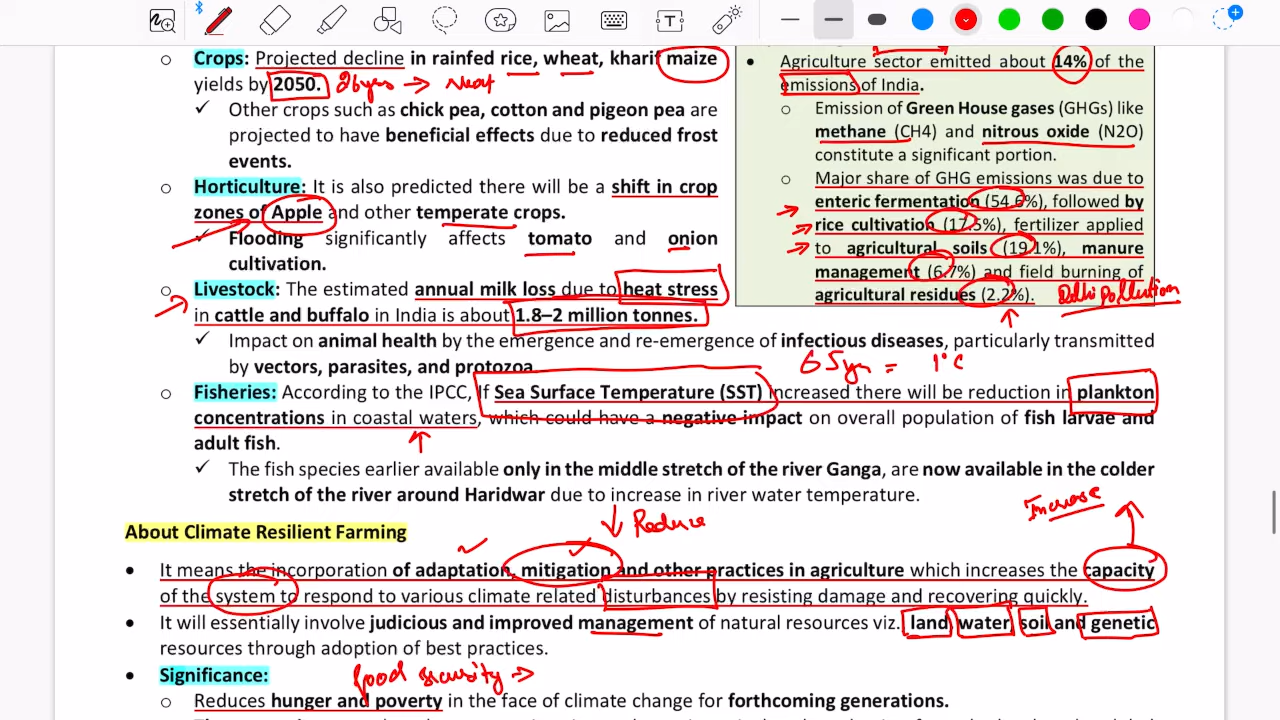 Crops: Projected decline in rainfed rice, wheat, kharif maize
yields by 2050. 26yrs → Heat
✓ Other crops such as chick pea, cotton and pigeon pea are
projected to have beneficial effects due to reduced frost
events.
Horticulture: It is also predicted there will be a shift in crop
zones of Apple and other temperate crops.
✓ Flooding significantly affects tomato and onion
cultivation.
Livestock: The estimated annual milk loss due to heat stress
in cattle and buffalo in India is about 1.8–2 million tonnes.
✓ Impact on animal health by the emergence and re-emergence of infectious diseases, particularly transmitted
by vectors, parasites, and protozoa.
65yr = 1°C
Fisheries: According to the IPCC, If Sea Surface Temperature (SST) increased there will be reduction in plankton
concentrations in coastal waters, which could have a negative impact on overall population of fish larvae and
adult fish.
✓ The fish species earlier available only in the middle stretch of the river Ganga, are now available in the colder
stretch of the river around Haridwar due to increase in river water temperature.
Agriculture sector emitted about 14% of the
emissions of India.
Emission of Green House gases (GHGs) like
methane (CH4) and nitrous oxide (N2O)
constitute a significant portion.
Major share of GHG emissions was due to
enteric fermentation (54.6%), followed by
rice cultivation (17.5%), fertilizer applied
to agricultural soils (19.1%), manure
management (6.7%) and field burning of
agricultural residues (2.2%). Delhi pollution
About Climate Resilient Farming
Reduce
Increase
It means the incorporation of adaptation, mitigation and other practices in agriculture which increases the capacity
of the system to respond to various climate related disturbances by resisting damage and recovering quickly.
It will essentially involve judicious and improved management of natural resources viz. land, water, soil and genetic
resources through adoption of best practices.
Significance: food security →
Reduces hunger and poverty in the face of climate change for forthcoming generations.